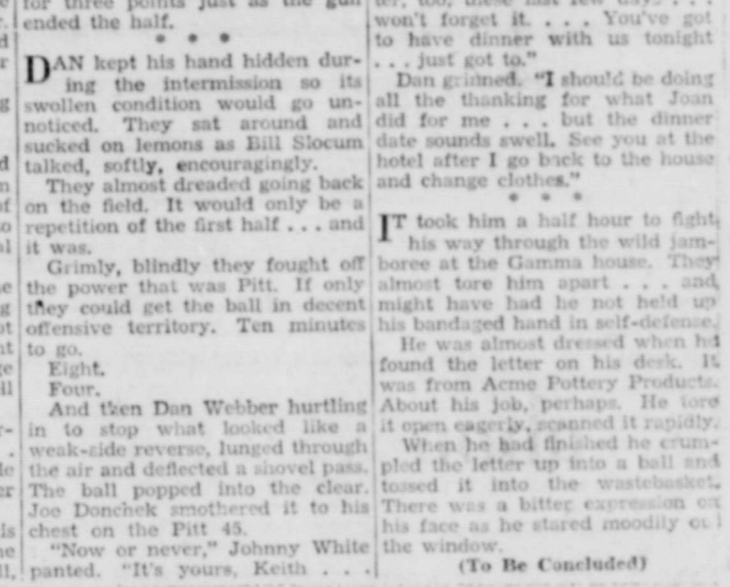 for three points just as the gun
ended the half.
* * *
DAN kept his hand hidden dur-
ing the intermission so its
swollen condition would go un-
noticed. They sat around and
sucked on lemons as Bill Slocum
talked, softly, encouragingly.
They almost dreaded going back
on the field. It would only be a
repetition of the first half . . . and
it was.
Grimly, blindly they fought off
the power that was Pitt. If only
they could get the ball in decent
offensive territory. Ten minutes
to go.
Eight.
Four.
And then Dan Webber hurtling
in to stop what looked like a
weak-side reverse, lunged through
the air and deflected a shovel pass.
The ball popped into the clear.
Joe Donchek smothered it to his
chest on the Pitt 45.
"Now or never," Johnny White
panted. "It's yours, Keith . . .
ter, too, these last few days . . .
won't forget it. . . . You've got
to have dinner with us tonight
. . . just got to."
Dan grinned. "I should be doing
all the thanking for what Joan
did for me . . . but the dinner
date sounds swell. See you at the
hotel after I go back to the house
and change clothes."
* * *
IT took him a half hour to fight
his way through the wild jam-
boree at the Gamma house. They
almost tore him apart . . . and
might have had he not held up
his bandaged hand in self-defense.
He was almost dressed when he
found the letter on his desk. It
was from Acme Pottery Products.
About his job, perhaps. He tore
it open eagerly, scanned it rapidly.
When he had finished he crum-
pled the letter up into a ball and
tossed it into the wastebasket.
There was a bitter expression on
his face as he stared moodily out
the window.
(To Be Concluded)